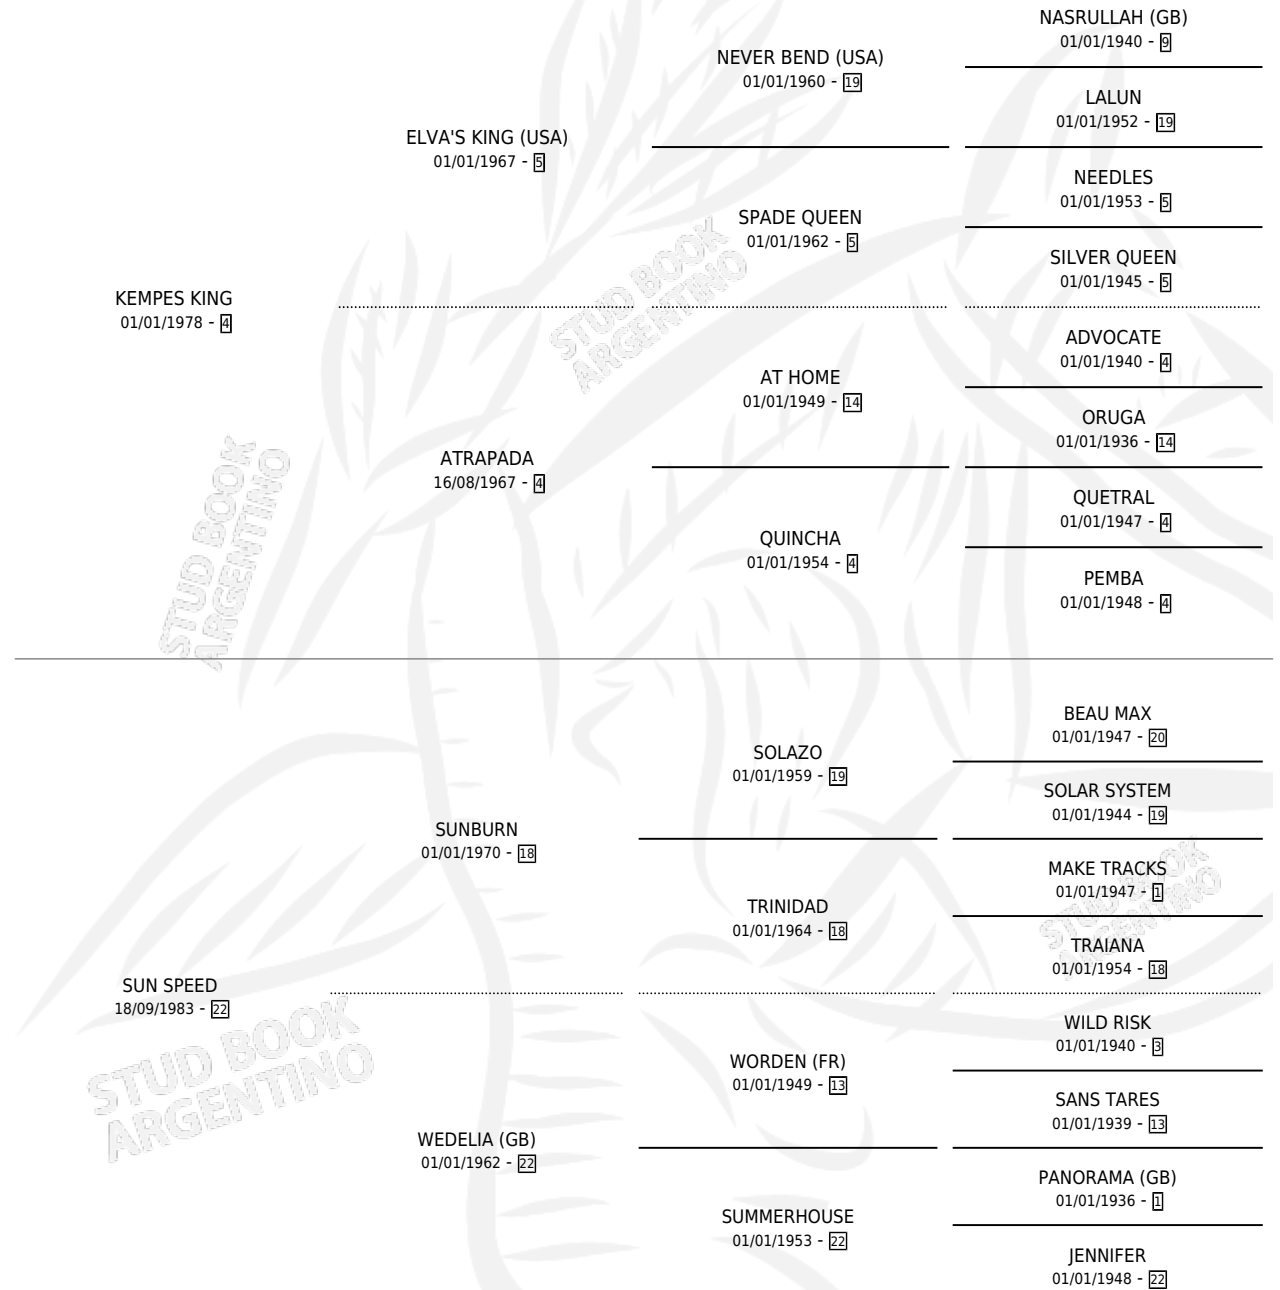 NASRULLAH (GB)
01/01/1940 - 9
NEVER BEND (USA)
01/01/1960 - 19
LALUN
01/01/1952 - 19
ELVA'S KING (USA)
01/01/1967 - 5
NEEDLES
01/01/1953 - 5
SPADE QUEEN
01/01/1962 - 5
SILVER QUEEN
01/01/1945 - 5
KEMPES KING
01/01/1978 - 4
ADVOCATE
01/01/1940 - 4
AT HOME
01/01/1949 - 14
ORUGA
01/01/1936 - 14
ATRAPADA
16/08/1967 - 4
QUETRAL
01/01/1947 - 4
QUINCHA
01/01/1954 - 4
PEMBA
01/01/1948 - 4
STUD BOOK
ARGENTINO
STUD BOOK
ARGENTINO
BEAU MAX
01/01/1947 - 20
SOLAZO
01/01/1959 - 19
SOLAR SYSTEM
01/01/1944 - 19
SUNBURN
01/01/1970 - 18
MAKE TRACKS
01/01/1947 - 1
TRINIDAD
01/01/1964 - 18
TRAIANA
01/01/1954 - 18
STUD BOOK
ARGENTINO
SUN SPEED
18/09/1983 - 22
WILD RISK
01/01/1940 - 3
WORDEN (FR)
01/01/1949 - 13
SANS TARES
01/01/1939 - 13
WEDELIA (GB)
01/01/1962 - 22
PANORAMA (GB)
01/01/1936 - 1
SUMMERHOUSE
01/01/1953 - 22
JENNIFER
01/01/1948 - 22
STUD BOOK
ARGENTINO